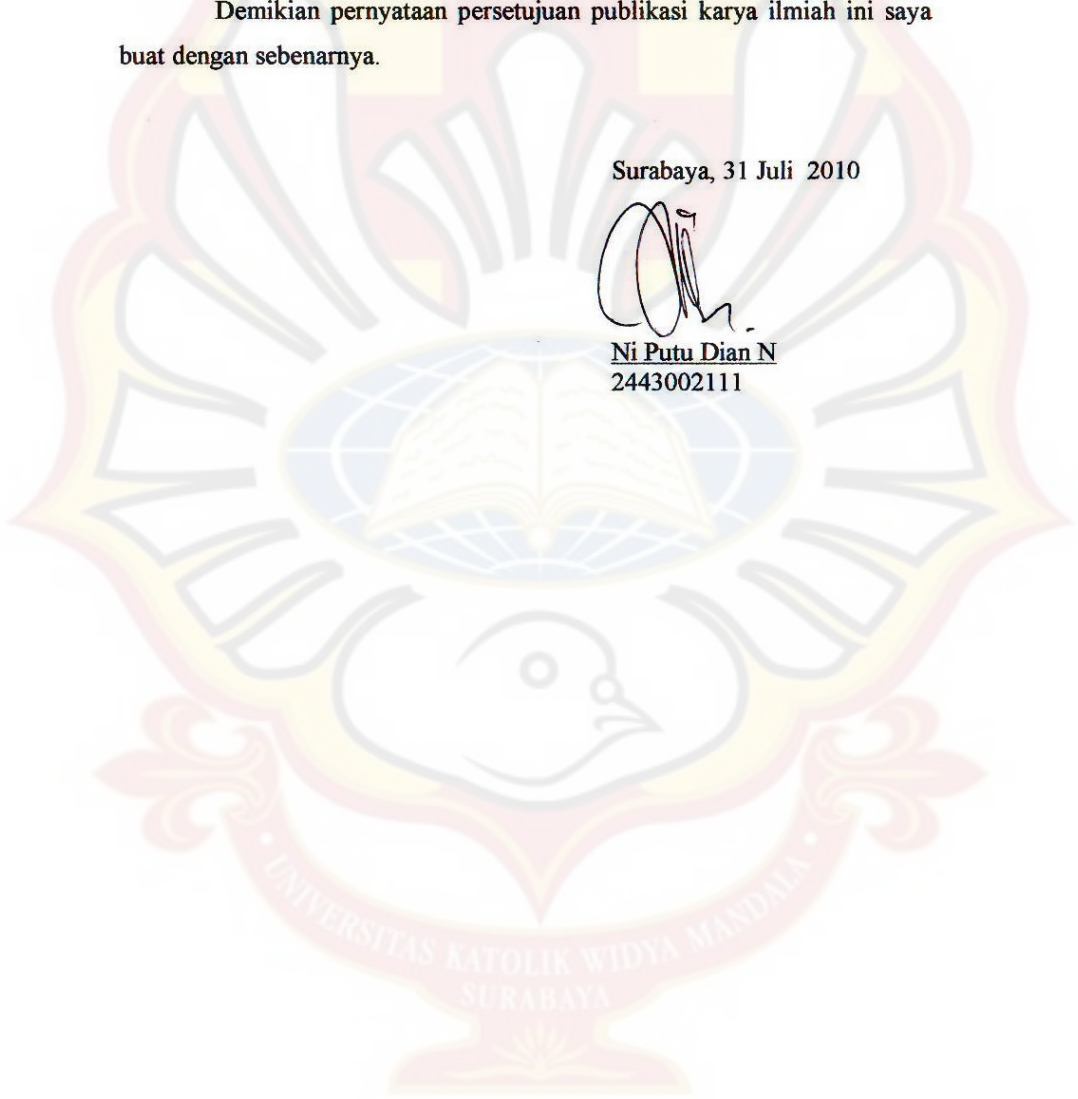 Demikian pernyataan persetujuan publikasi karya ilmiah ini saya
buat dengan sebenarnya.
Surabaya, 31 Juli 2010
Ni Putu Dian N
2443002111
UNIVERSITAS KATOLIK WIDYA MANDALA
SURABAYA